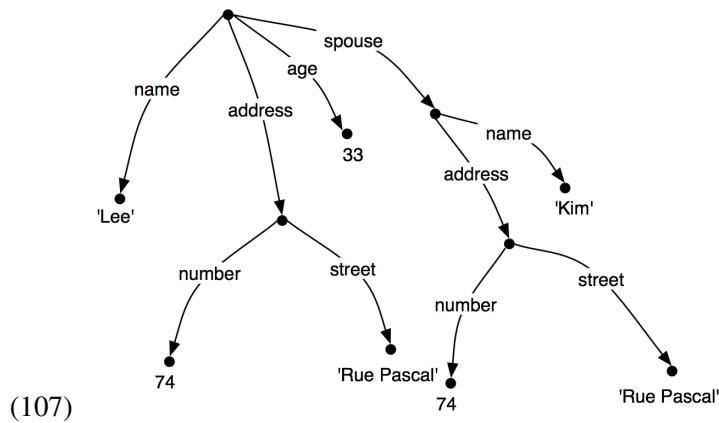 spouse
age
name
address
name
33
address
'Lee'
'Kim'
number
street
street
number
74
'Rue Pascal'
74
'Rue Pascal'
(107)